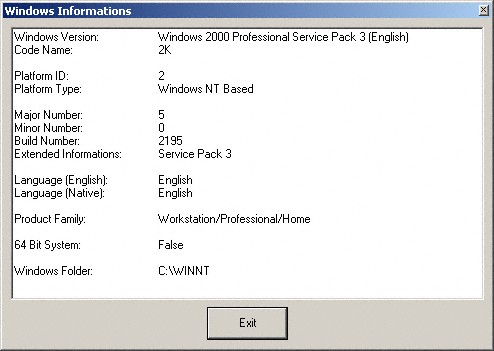 Windows Informations
Windows Version: Windows 2000 Professional Service Pack 3 (English)
Code Name: 2K
Platform ID: 2
Platform Type: Windows NT Based
Major Number: 5
Minor Number: 0
Build Number: 2195
Extended Informations: Service Pack 3
Language (English): English
Language (Native): English
Product Family: Workstation/Professional/Home
64 Bit System: False
Windows Folder: C:\WINNT
Exit